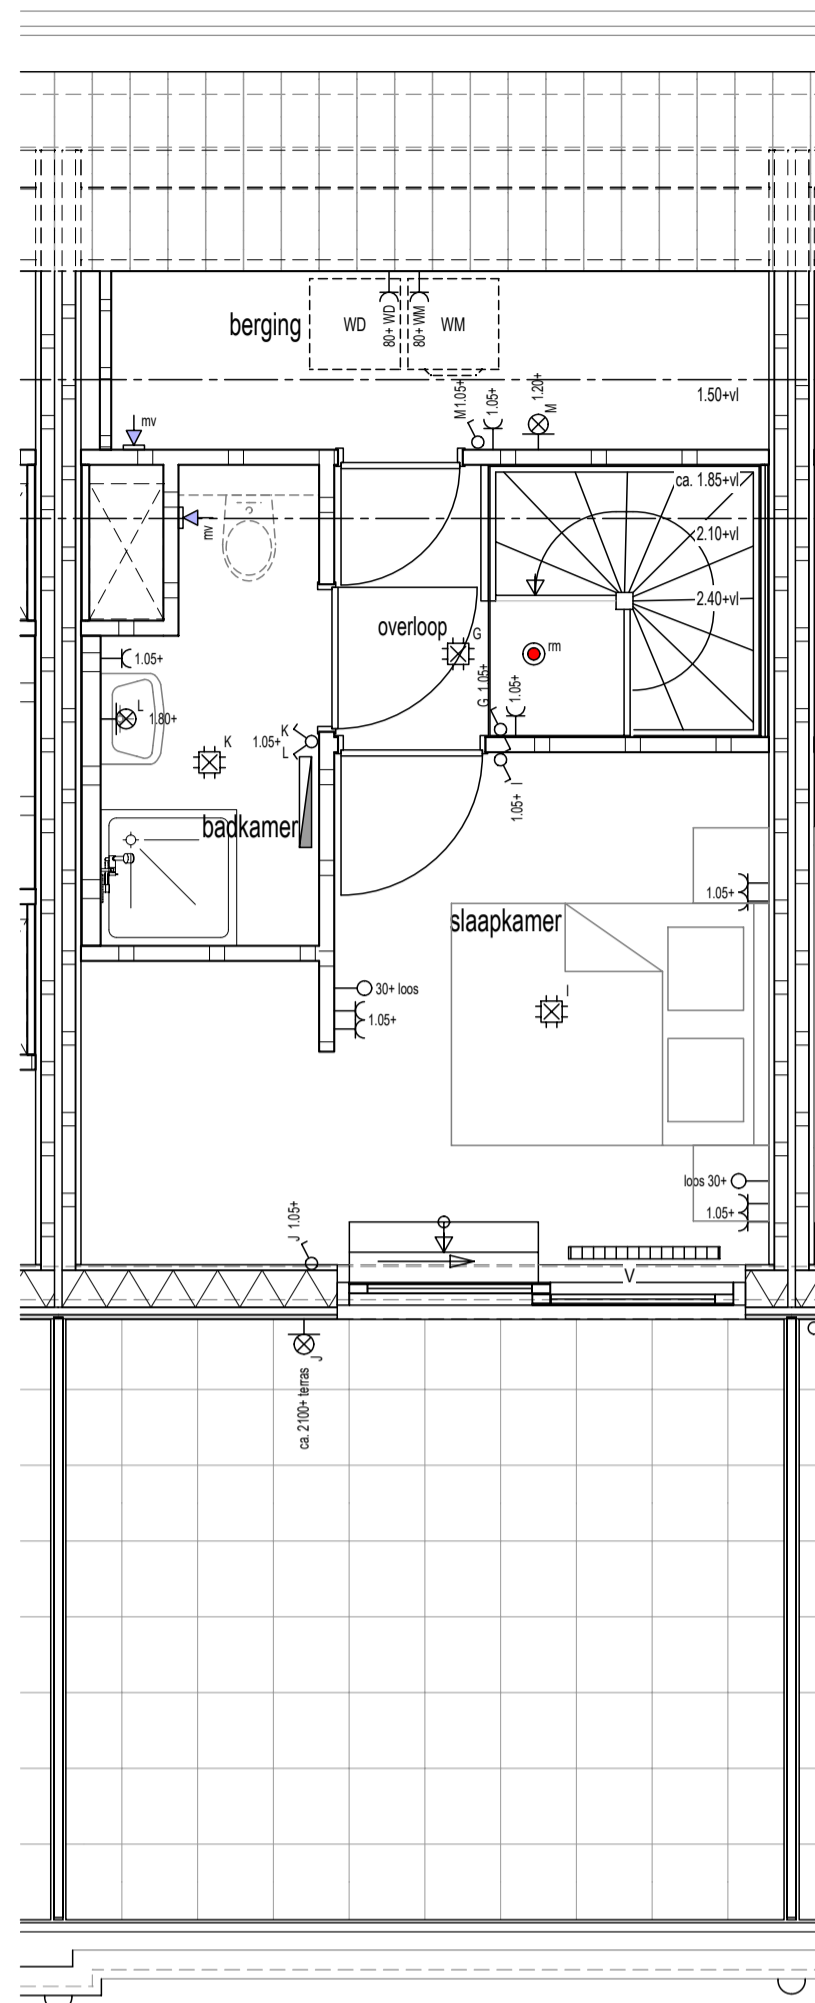 berging
WD
80+ WD
80+ WM
WM
1.50+vl
M 1.05+
1.05+
1.20+
M
mv
mv
ca. 1.85+vl
2.10+vl
2.40+vl
overloop
G
rm
G 1.05+
1.05+
1.05+
L
1.80+
K
K
1.05+
L
1.05+ I
badkamer
1.05+
slaapkamer
I
30+ loos
1.05+
loos 30+
1.05+
J 1.05+
V
J
ca. 2100+ terras